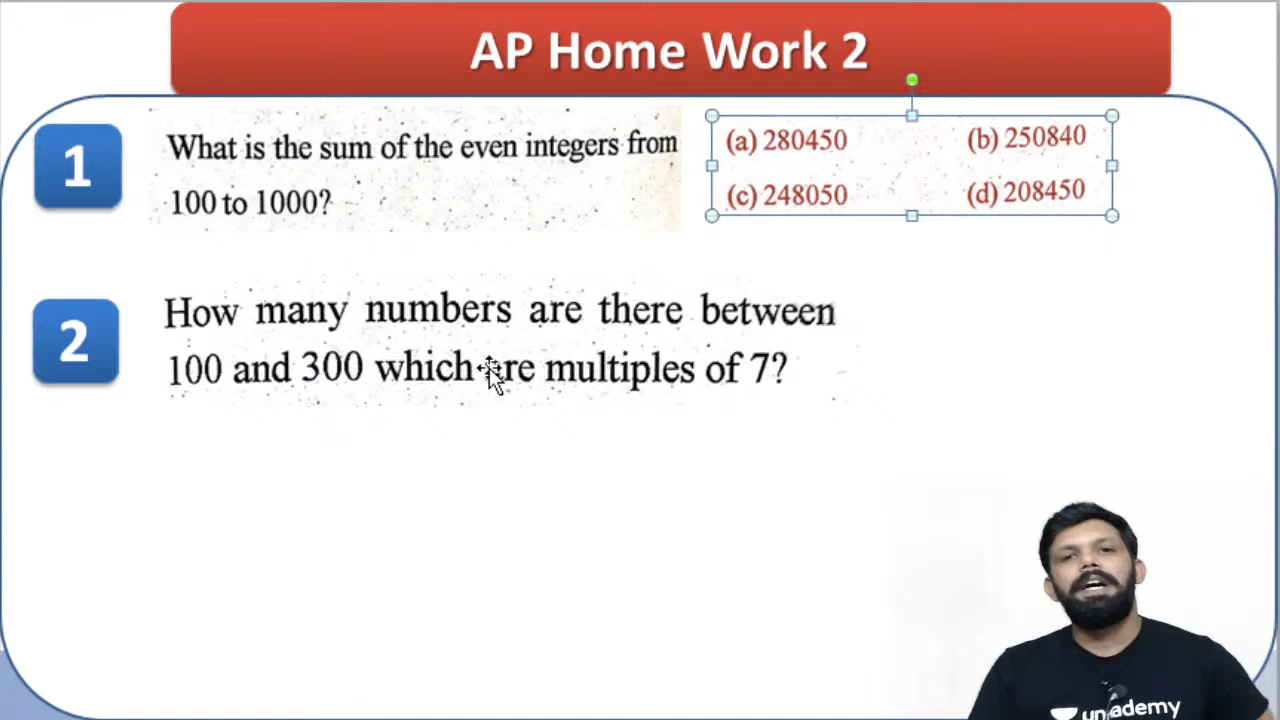 AP Home Work 2
1
What is the sum of the even integers from
100 to 1000?
(a) 280450 (b) 250840
(c) 248050 (d) 208450
2
How many numbers are there between
100 and 300 which are multiples of 7?
unacademy